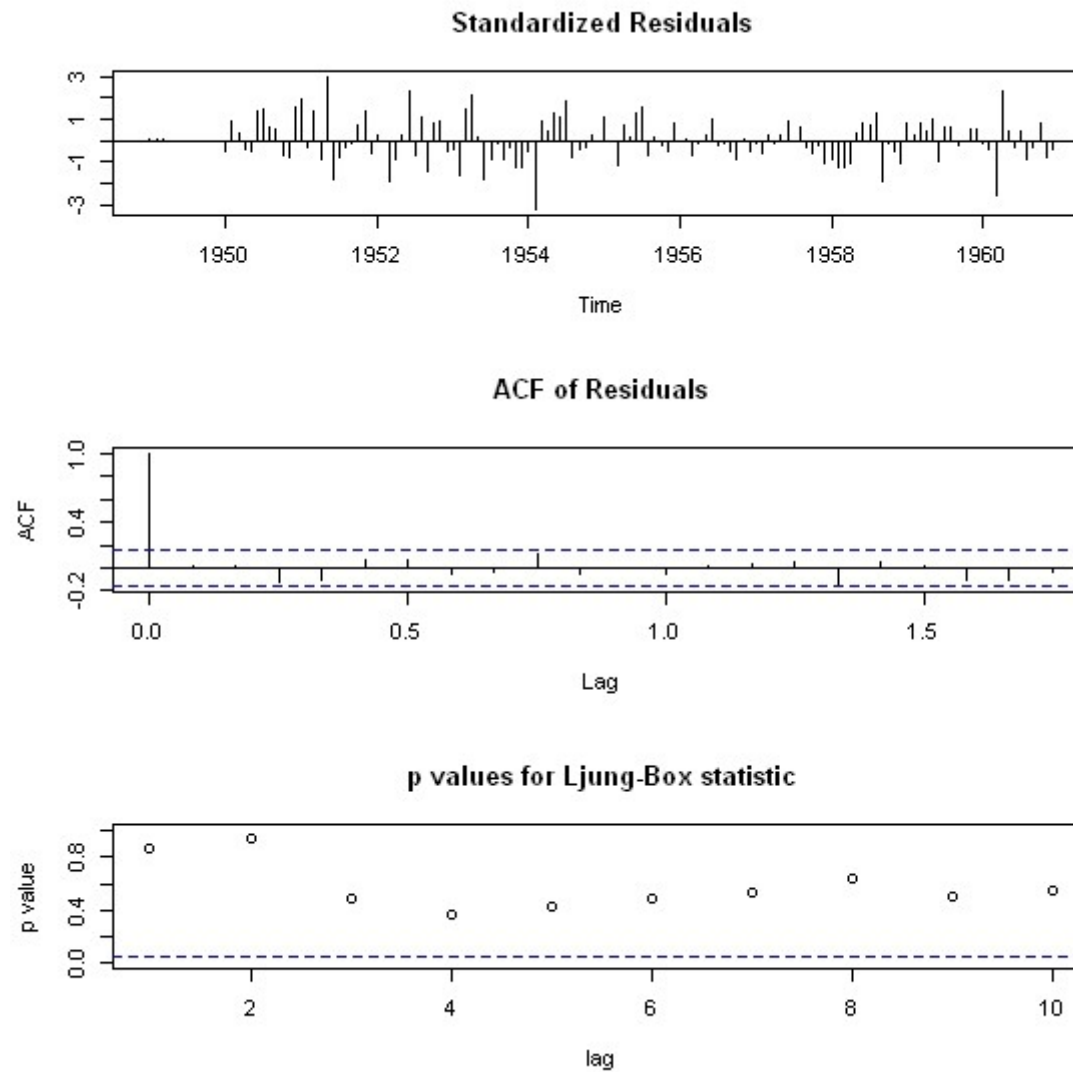 Standardized Residuals
3
1
-1
-3
1950 1952 1954 1956 1958 1960
Time
ACF of Residuals
ACF
1.0
0.4
-0.2
0.0 0.5 1.0 1.5
Lag
p values for Ljung-Box statistic
p value
0.8
0.4
0.0
2 4 6 8 10
lag